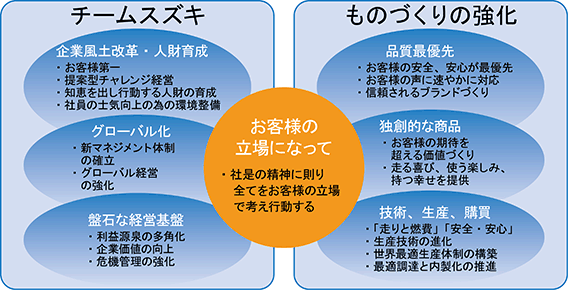 チームスズキ
企業風土改革・人財育成
・お客様第一
・提案型チャレンジ経営
・知恵を出し行動する人財の育成
・社員の士気向上の為の環境整備
グローバル化
・新マネジメント体制
の確立
・グローバル経営
の強化
盤石な経営基盤
・利益源泉の多角化
・企業価値の向上
・危機管理の強化
お客様の
立場になって
・社是の精神に則り
全てをお客様の立場
で考え行動する
ものづくりの強化
品質最優先
・お客様の安全、安心が最優先
・お客様の声に速やかに対応
・信頼されるブランドづくり
独創的な商品
・お客様の期待を
超える価値づくり
・走る喜び、使う楽しみ、
持つ幸せを提供
技術、生産、購買
・「走りと燃費」「安全・安心」
・生産技術の進化
・世界最適生産体制の構築
・最適調達と内製化の推進